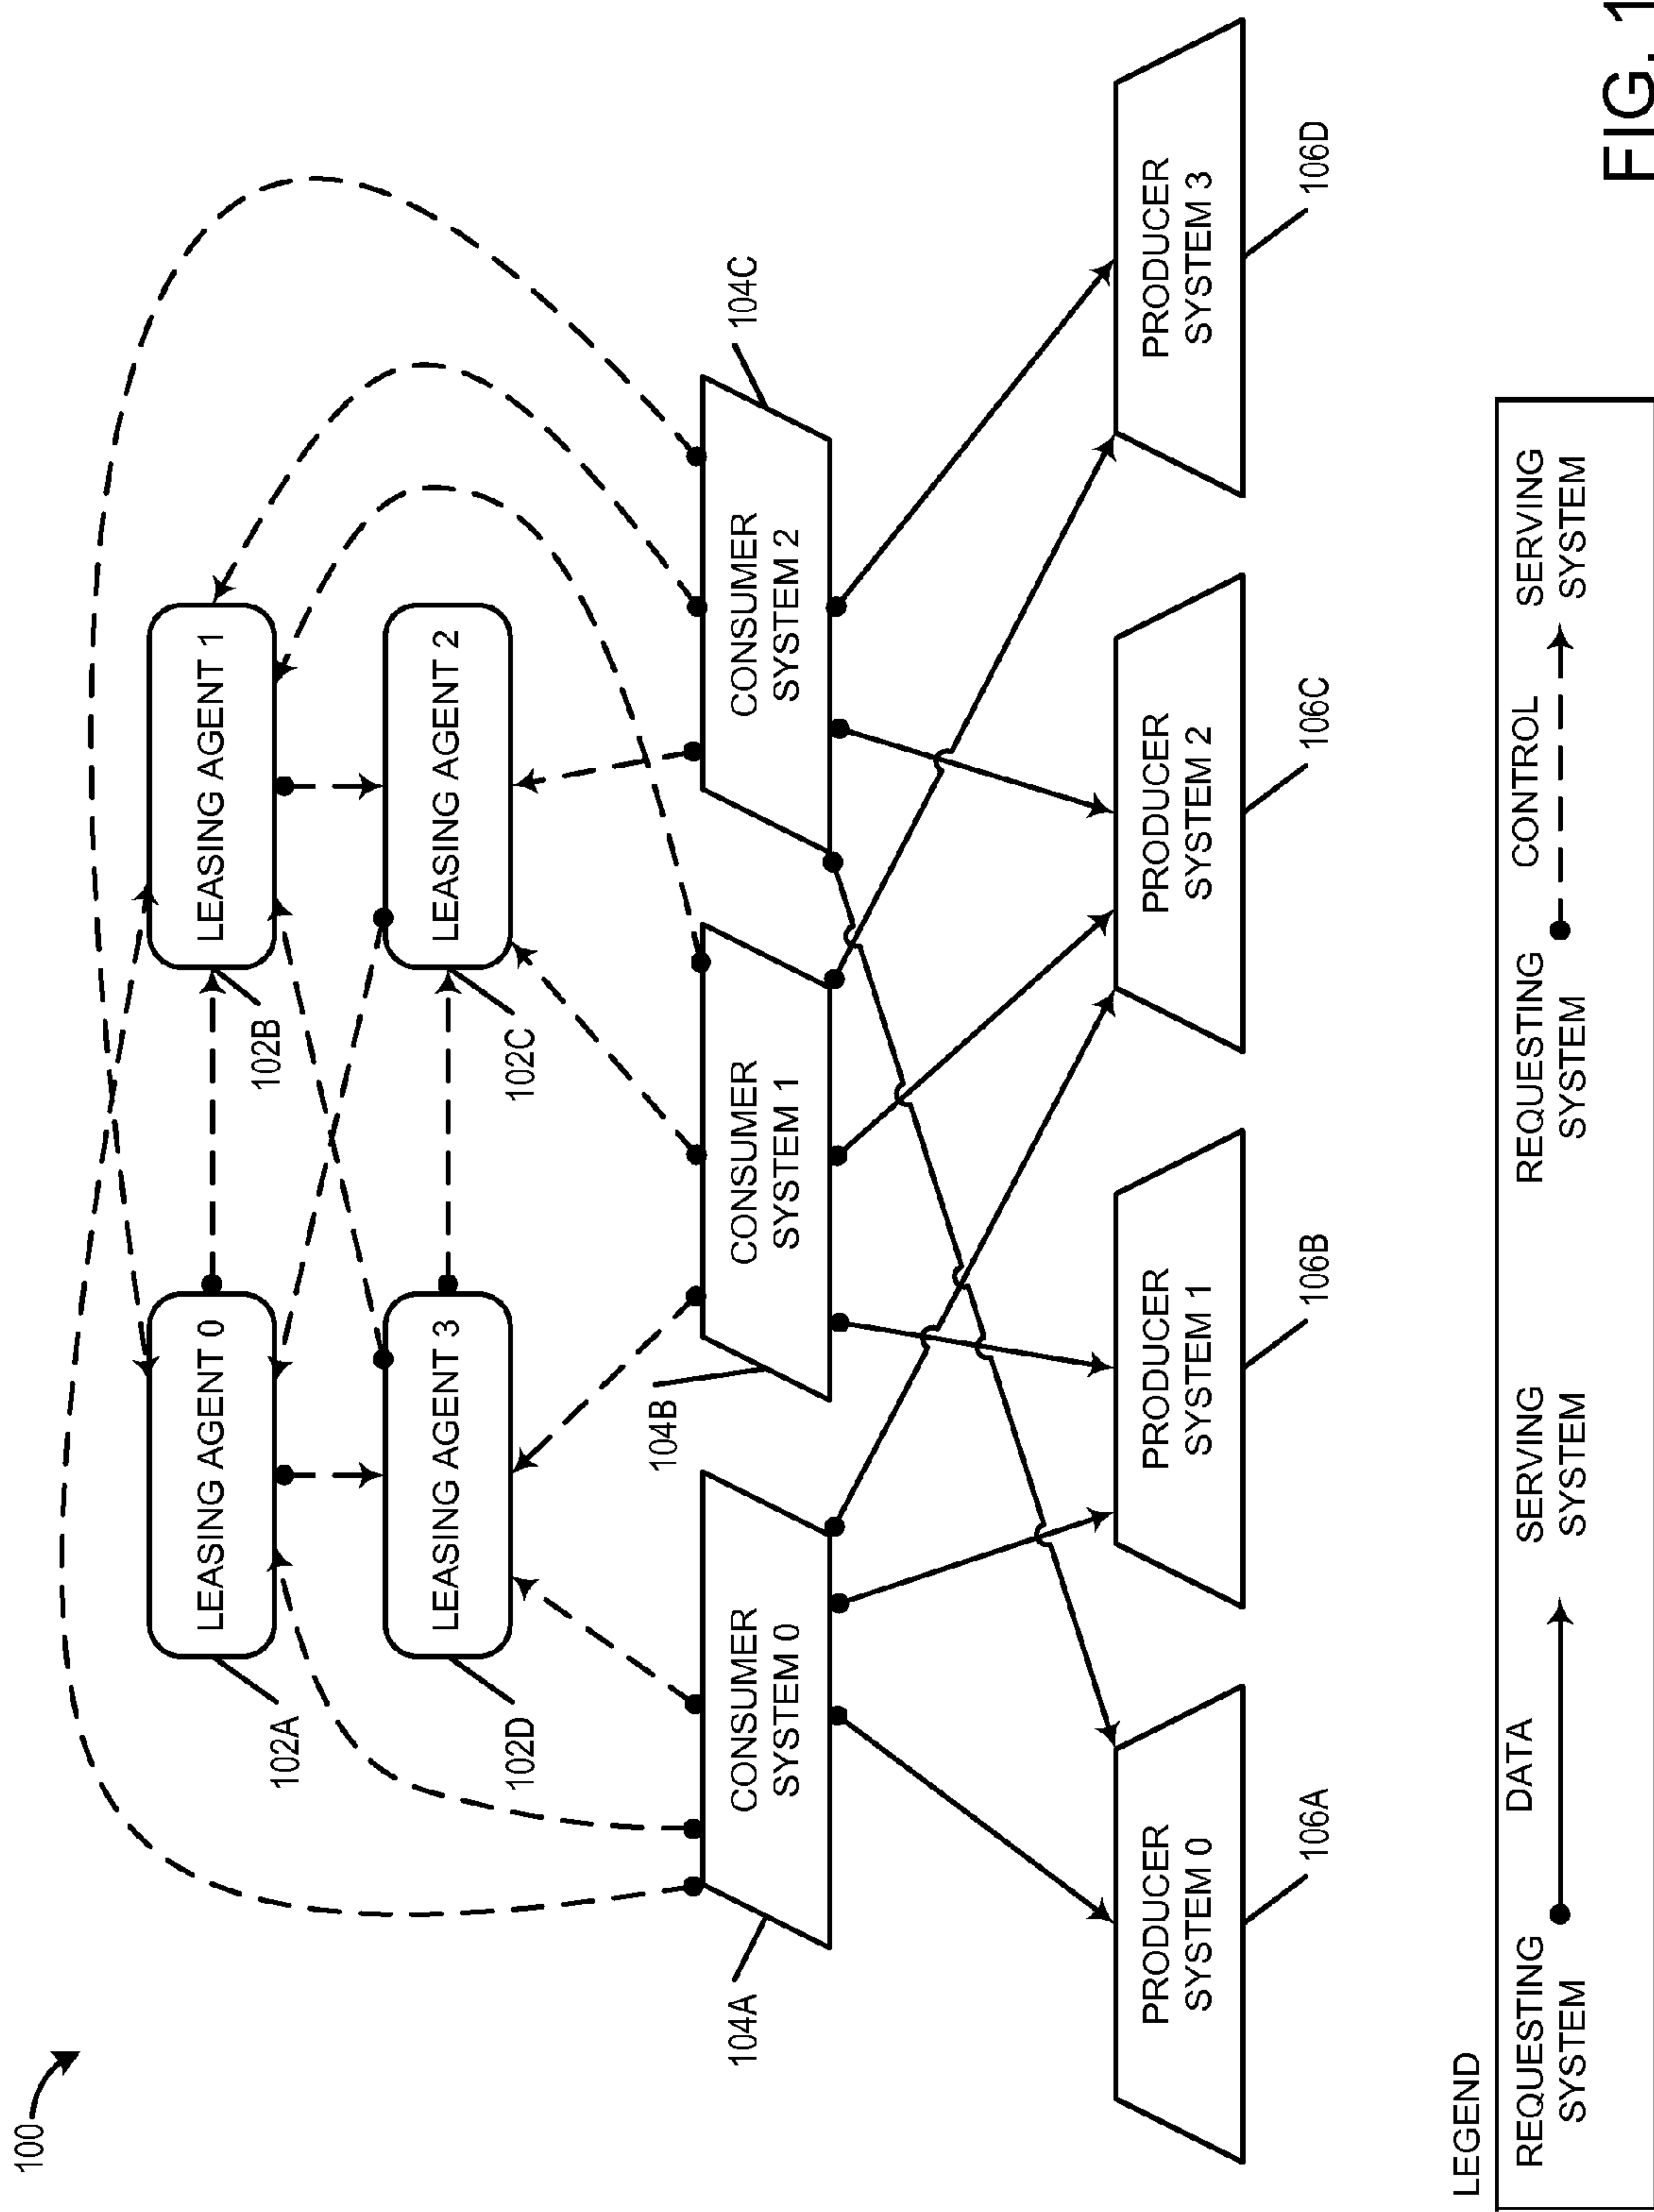 100
LEASING AGENT 0
LEASING AGENT 1
102A
102B
LEASING AGENT 3
LEASING AGENT 2
102D
102C
104A
104B
104C
CONSUMER
SYSTEM 0
CONSUMER
SYSTEM 1
CONSUMER
SYSTEM 2
PRODUCER
SYSTEM 0
PRODUCER
SYSTEM 1
PRODUCER
SYSTEM 2
PRODUCER
SYSTEM 3
106A
106B
106C
106D
LEGEND
REQUESTING
SYSTEM
DATA
SERVING
SYSTEM
REQUESTING
SYSTEM
CONTROL
SERVING
SYSTEM
FIG. 1